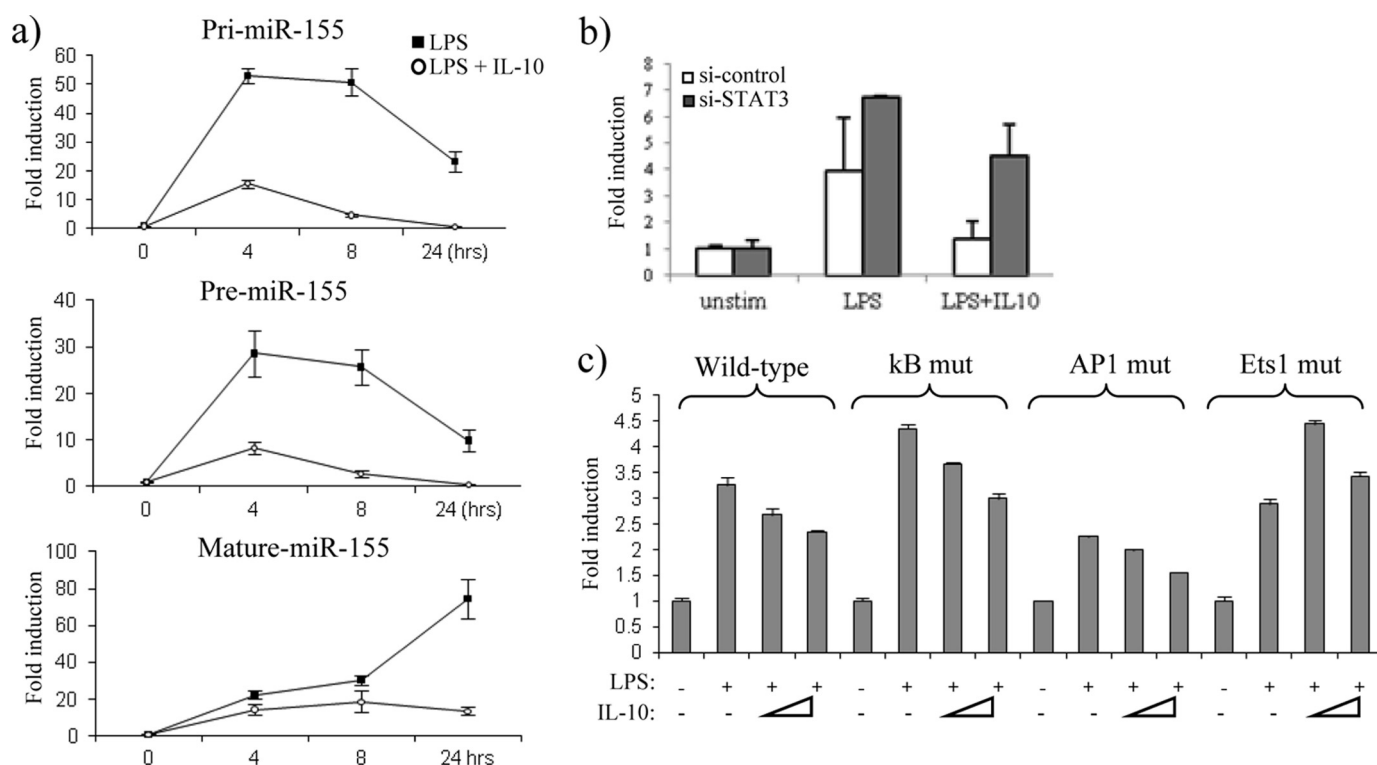 a)
Pri-miR-155
LPS
LPS + IL-10
Fold induction
60
50
40
30
20
10
0
0 4 8 24 (hrs)
Pre-miR-155
Fold induction
40
30
20
10
0
0 4 8 24 (hrs)
Mature-miR-155
Fold induction
100
80
60
40
20
0
0 4 8 24 hrs
b)
si-control
si-STAT3
Fold induction
8
7
6
5
4
3
2
1
0
unstim LPS LPS+IL10
c)
Wild-type kB mut AP1 mut Ets1 mut
Fold induction
5
4.5
4
3.5
3
2.5
2
1.5
1
0.5
0
LPS: - + + + - + + + - + + + - + + +
IL-10: - - - - - - - -